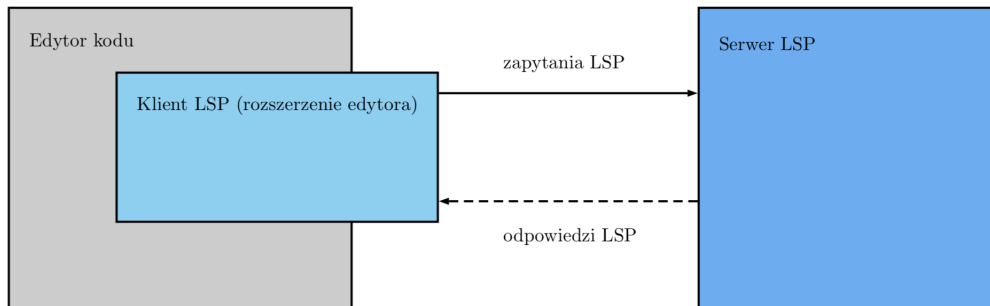 Edytor kodu
Klient LSP (rozszerzenie edytora)
zapytania LSP
odpowiedzi LSP
Serwer LSP